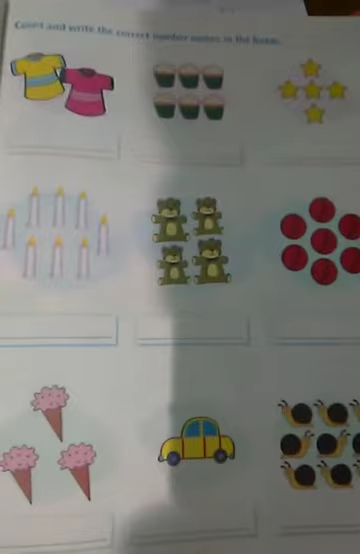 Count and write the correct number names in the boxes.